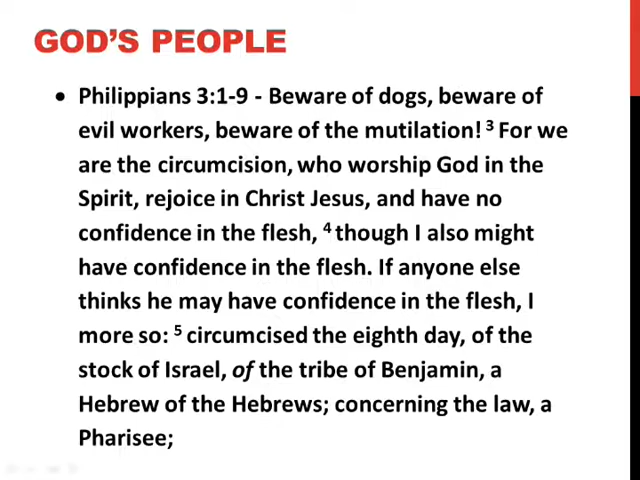 GOD'S PEOPLE
• Philippians 3:1-9 - Beware of dogs, beware of
evil workers, beware of the mutilation! 3 For we
are the circumcision, who worship God in the
Spirit, rejoice in Christ Jesus, and have no
confidence in the flesh, 4 though I also might
have confidence in the flesh. If anyone else
thinks he may have confidence in the flesh, I
more so: 5 circumcised the eighth day, of the
stock of Israel, of the tribe of Benjamin, a
Hebrew of the Hebrews; concerning the law, a
Pharisee;